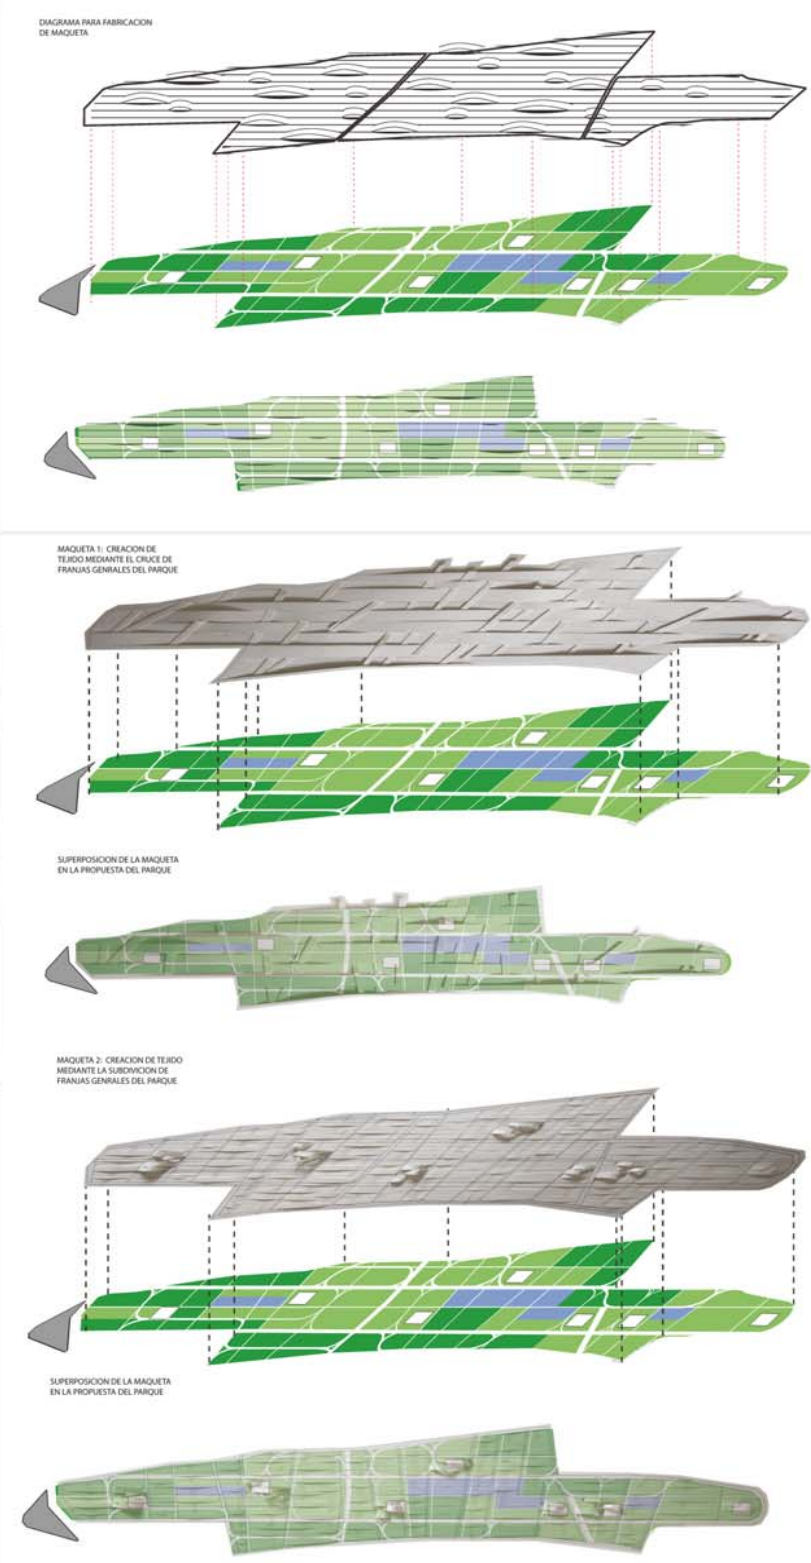 DIAGRAMA PARA FABRICACION
DE MAQUETA
MAQUETA 1: CREACION DE
TEJIDO MEDIANTE EL CRUCE DE
FRANJAS GENRALES DEL PARQUE
SUPERPOSICION DE LA MAQUETA
EN LA PROPUESTA DEL PARQUE
MAQUETA 2: CREACION DE TEJIDO
MEDIANTE LA SUBDIVICION DE
FRANJAS GENRALES DEL PARQUE
SUPERPOSICION DE LA MAQUETA
EN LA PROPUESTA DEL PARQUE